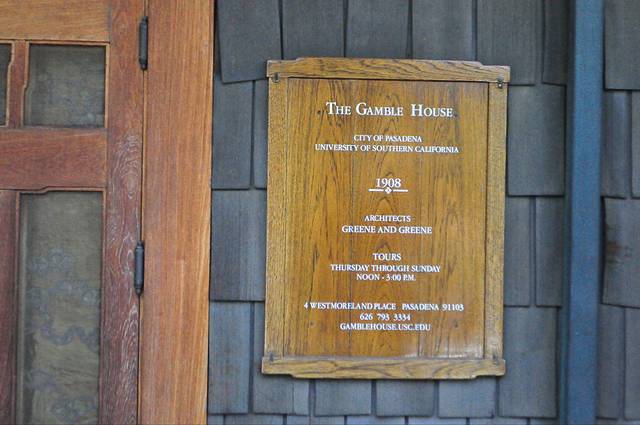 The Gamble House
CITY OF PASADENA
UNIVERSITY OF SOUTHERN CALIFORNIA
1908
ARCHITECTS
GREENE AND GREENE
TOURS
THURSDAY THROUGH SUNDAY
NOON - 3:00 P.M.
4 WESTMORELAND PLACE PASADENA 91103
626 793 3334
GAMBLEHOUSE.USC.EDU